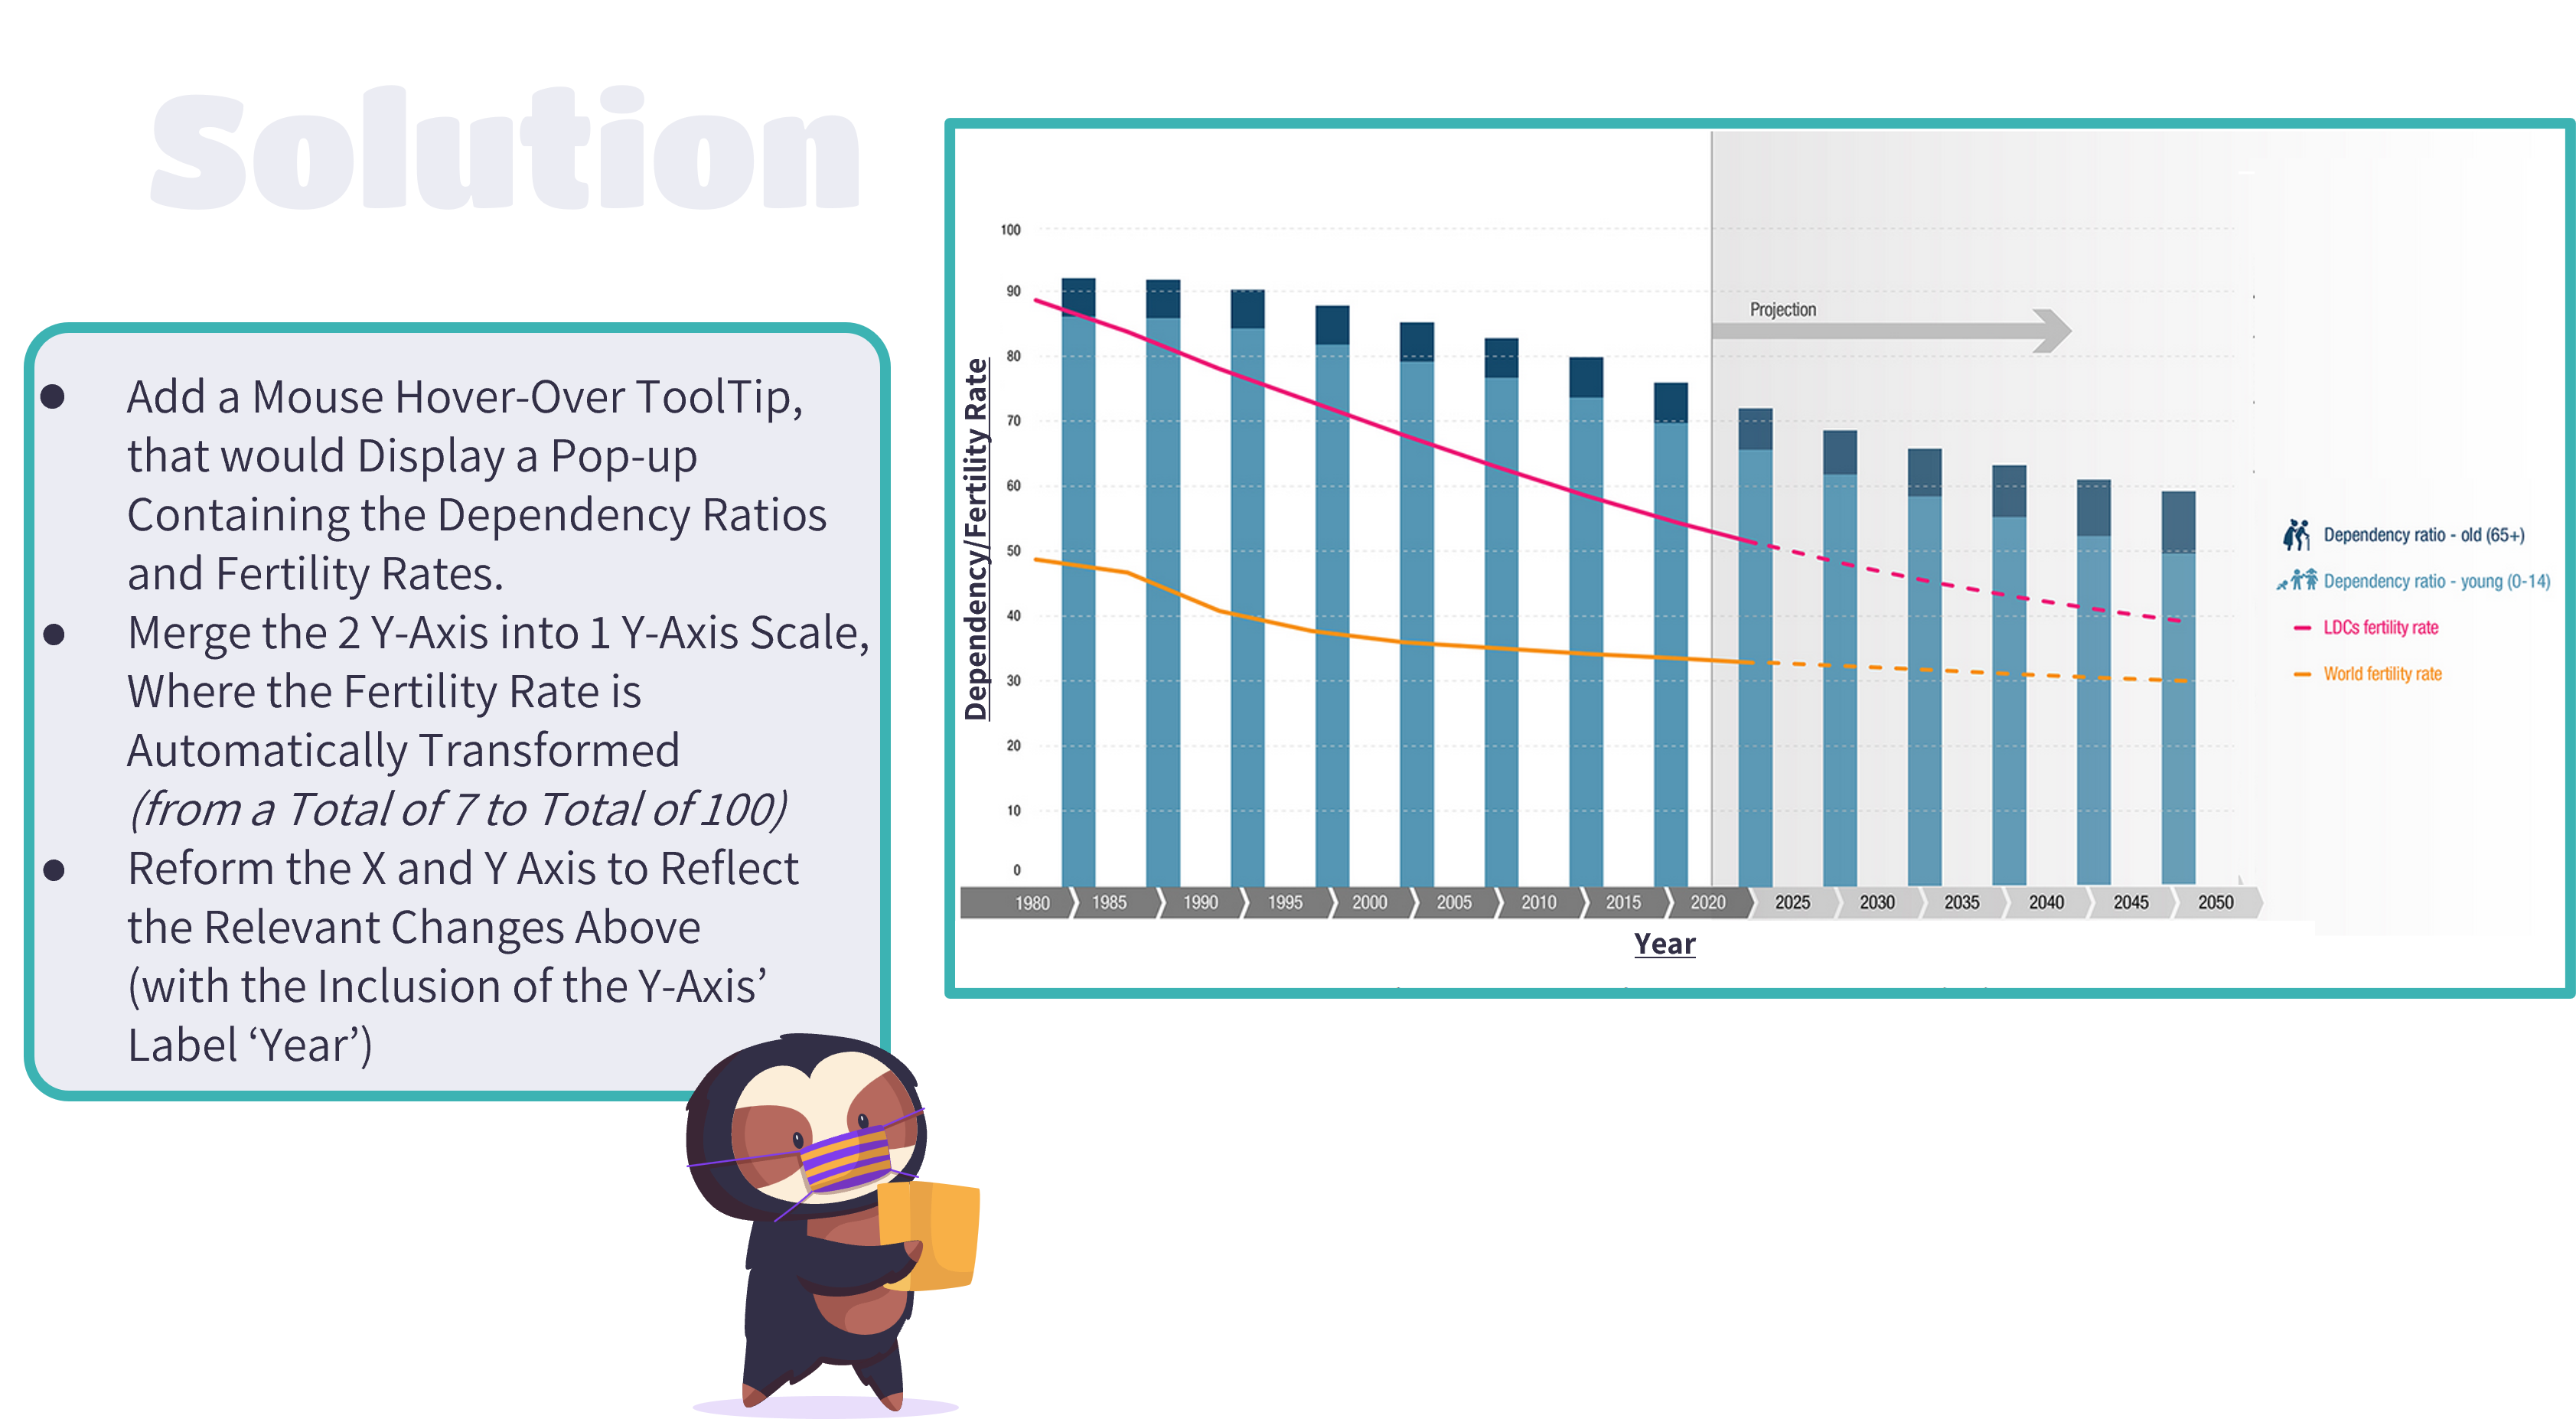 Solution
● Add a Mouse Hover-Over ToolTip,
that would Display a Pop-up
Containing the Dependency Ratios
and Fertility Rates.
● Merge the 2 Y-Axis into 1 Y-Axis Scale,
Where the Fertility Rate is
Automatically Transformed
(from a Total of 7 to Total of 100)
● Reform the X and Y Axis to Reflect
the Relevant Changes Above
(with the Inclusion of the Y-Axis’
Label ‘Year’)
Dependency/Fertility Rate
100
90
80
70
60
50
40
30
20
10
0
Projection
1980 1985 1990 1995 2000 2005 2010 2015 2020 2025 2030 2035 2040 2045 2050
Year
Dependency ratio - old (65+)
Dependency ratio - young (0-14)
LDCs fertility rate
World fertility rate